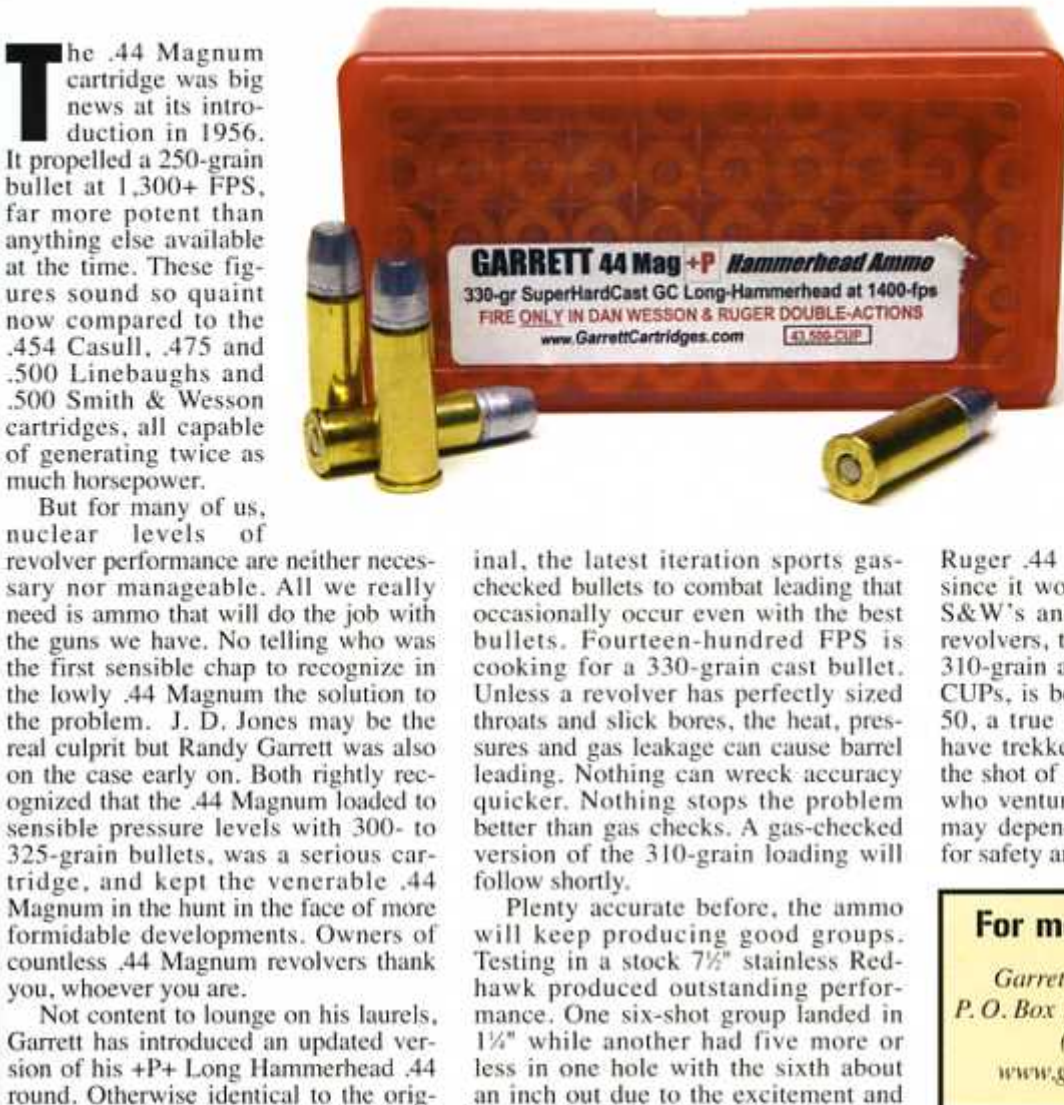 The .44 Magnum
cartridge was big
news at its intro-
duction in 1956.
It propelled a 250-grain
bullet at 1,300+ FPS,
far more potent than
anything else available
at the time. These fig-
ures sound so quaint
now compared to the
.454 Casull, .475 and
.500 Linebaughs and
.500 Smith & Wesson
cartridges, all capable
of generating twice as
much horsepower.
But for many of us,
nuclear levels of
revolver performance are neither neces-
sary nor manageable. All we really
need is ammo that will do the job with
the guns we have. No telling who was
the first sensible chap to recognize in
the lowly .44 Magnum the solution to
the problem. J. D. Jones may be the
real culprit but Randy Garrett was also
on the case early on. Both rightly rec-
ognized that the .44 Magnum loaded to
sensible pressure levels with 300- to
325-grain bullets, was a serious car-
tridge, and kept the venerable .44
Magnum in the hunt in the face of more
formidable developments. Owners of
countless .44 Magnum revolvers thank
you, whoever you are.
Not content to lounge on his laurels,
Garrett has introduced an updated ver-
sion of his +P+ Long Hammerhead .44
round. Otherwise identical to the orig-
GARRETT 44 Mag +P Hammerhead Ammo
330-gr SuperHardCast GC Long-Hammerhead at 1400-fps
FIRE ONLY IN DAN WESSON & RUGER DOUBLE-ACTIONS
www.GarrettCartridges.com 43,500-CUP
inal, the latest iteration sports gas-
checked bullets to combat leading that
occasionally occur even with the best
bullets. Fourteen-hundred FPS is
cooking for a 330-grain cast bullet.
Unless a revolver has perfectly sized
throats and slick bores, the heat, pres-
sures and gas leakage can cause barrel
leading. Nothing can wreck accuracy
quicker. Nothing stops the problem
better than gas checks. A gas-checked
version of the 310-grain loading will
follow shortly.
Plenty accurate before, the ammo
will keep producing good groups.
Testing in a stock 7½" stainless Red-
hawk produced outstanding perfor-
mance. One six-shot group landed in
1¼" while another had five more or
less in one hole with the sixth about
an inch out due to the excitement and
Ruger .44
since it wo
S&W's an
revolvers, t
310-grain a
CUPs, is b
50, a true
have trekk
the shot of
who ventu
may depen
for safety a
For m
Garret
P. O. Box
(
www.g